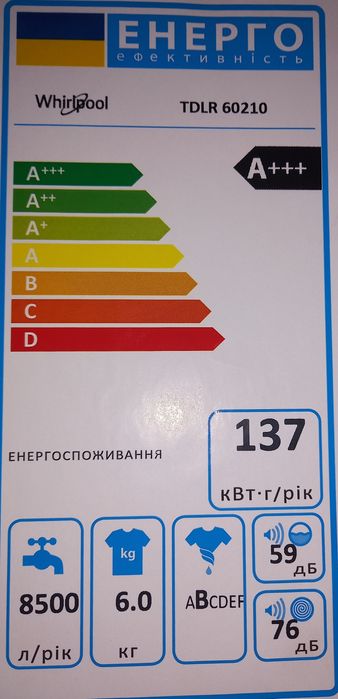 ЕНЕРГО
ефективність
Whirlpool
TDLR 60210
A+++
A+++
A++
A+
A
B
C
D
137
ЕНЕРГОСПОЖИВАННЯ
кВт·г/рік
kg
59
дБ
8500
6.0
ABCDEF
76
дБ
л/рік
кг